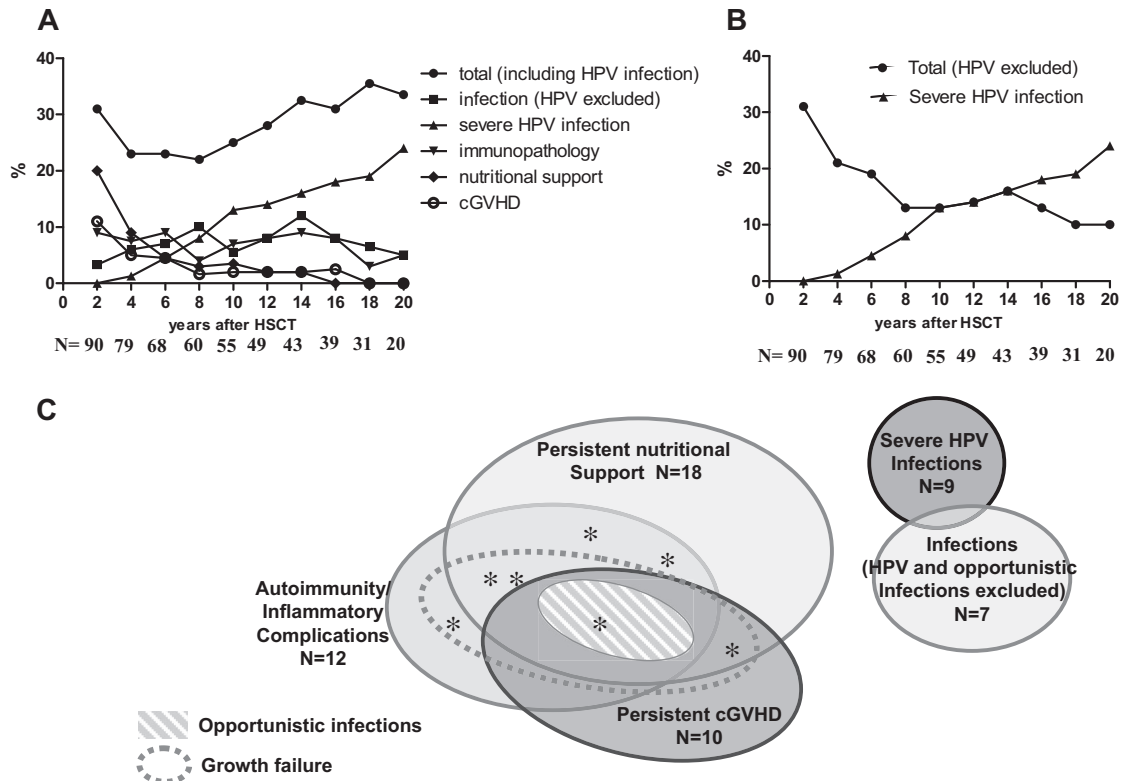 A
40
30
20
10
0
%
0 2 4 6 8 10 12 14 16 18 20
years after HSCT
N= 90 79 68 60 55 49 43 39 31 20
total (including HPV infection)
infection (HPV excluded)
severe HPV infection
immunopathology
nutritional support
cGVHD
B
40
30
20
10
0
%
0 2 4 6 8 10 12 14 16 18 20
years after HSCT
N= 90 79 68 60 55 49 43 39 31 20
Total (HPV excluded)
Severe HPV infection
C
Persistent nutritional
Support N=18
Autoimmunity/
Inflammatory
Complications
N=12
* * * * * * *
Persistent cGVHD
N=10
Severe HPV
Infections
N=9
Infections
(HPV and opportunistic
Infections excluded)
N=7
Opportunistic infections
Growth failure